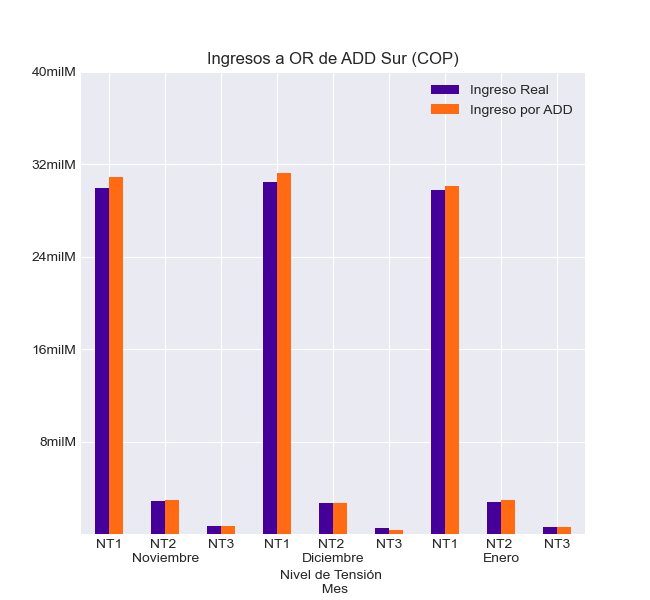 Ingresos a OR de ADD Sur (COP)
40milM
Ingreso Real
Ingreso por ADD
32milM
24milM
16milM
8milM
NT1 NT2 NT3 NT1 NT2 NT3 NT1 NT2 NT3
Noviembre Diciembre Enero
Nivel de Tensión
Mes